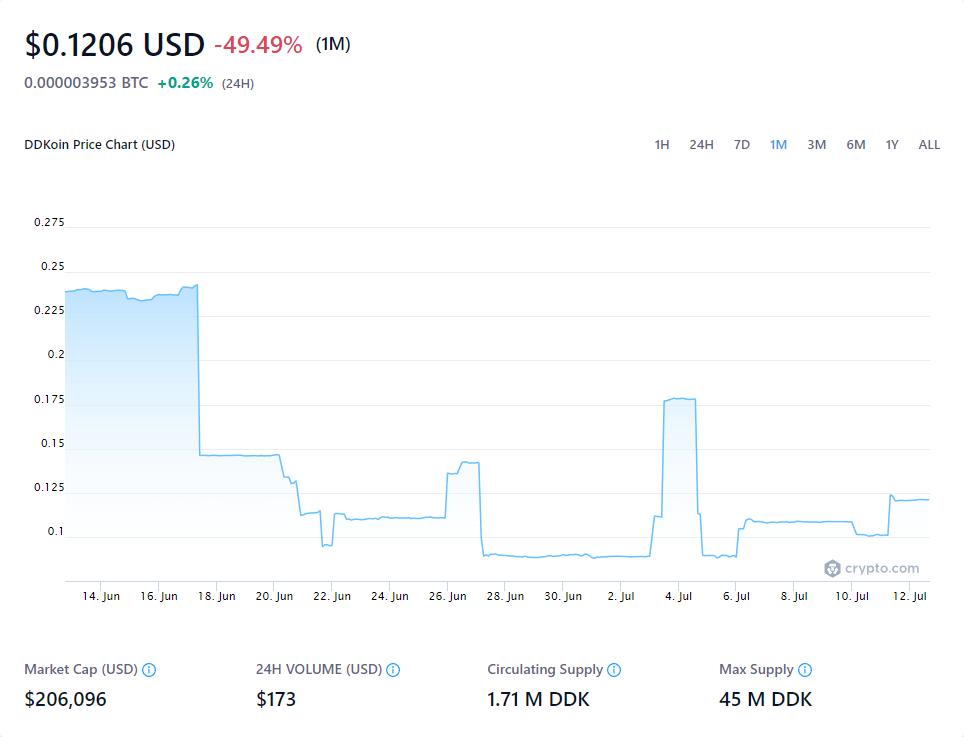 $0.1206 USD -49.49% (1M)
0.000003953 BTC +0.26% (24H)
DDKoin Price Chart (USD) 1H 24H 7D 1M 3M 6M 1Y ALL
0.275
0.25
0.225
0.2
0.175
0.15
0.125
0.1
crypto.com
14. Jun 16. Jun 18. Jun 20. Jun 22. Jun 24. Jun 26. Jun 28. Jun 30. Jun 2. Jul 4. Jul 6. Jul 8. Jul 10. Jul 12. Jul
Market Cap (USD) 24H VOLUME (USD) Circulating Supply Max Supply
$206,096 $173 1.71 M DDK 45 M DDK